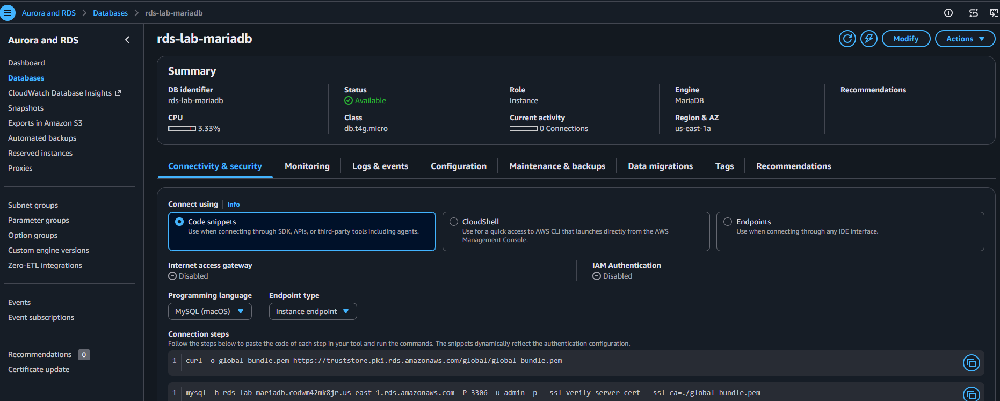 Aurora and RDS > Databases > rds-lab-mariadb
Aurora and RDS
Dashboard
Databases
CloudWatch Database Insights
Snapshots
Exports in Amazon S3
Automated backups
Reserved instances
Proxies
Subnet groups
Parameter groups
Option groups
Custom engine versions
Zero-ETL integrations
Events
Event subscriptions
Recommendations 0
Certificate update
rds-lab-mariadb
Modify
Actions
Summary
DB identifier
rds-lab-mariadb
Status
Available
Role
Instance
Engine
MariaDB
Recommendations
CPU
3.33%
Class
db.t4g.micro
Current activity
0 Connections
Region & AZ
us-east-1a
Connectivity & security
Monitoring
Logs & events
Configuration
Maintenance & backups
Data migrations
Tags
Recommendations
Connect using
Info
Code snippets
Use when connecting through SDK, APIs, or third-party tools including agents.
CloudShell
Use for a quick access to AWS CLI that launches directly from the AWS
Management Console.
Endpoints
Use when connecting through any IDE interface.
Internet access gateway
Disabled
IAM Authentication
Disabled
Programming language
MySQL (macOS)
Endpoint type
Instance endpoint
Connection steps
Follow the steps below to paste the code of each step in your tool and run the commands. The snippets dynamically reflect the authentication configuration.
1 curl -o global-bundle.pem https://truststore.pki.rds.amazonaws.com/global/global-bundle.pem
1 mysql -h rds-lab-mariadb.codwm42mk8jr.us-east-1.rds.amazonaws.com -P 3306 -u admin -p --ssl-verify-server-cert --ssl-ca=./global-bundle.pem